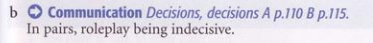 b Communication Decisions, decisions A p.110 B p.115.
In pairs, roleplay being indecisive.